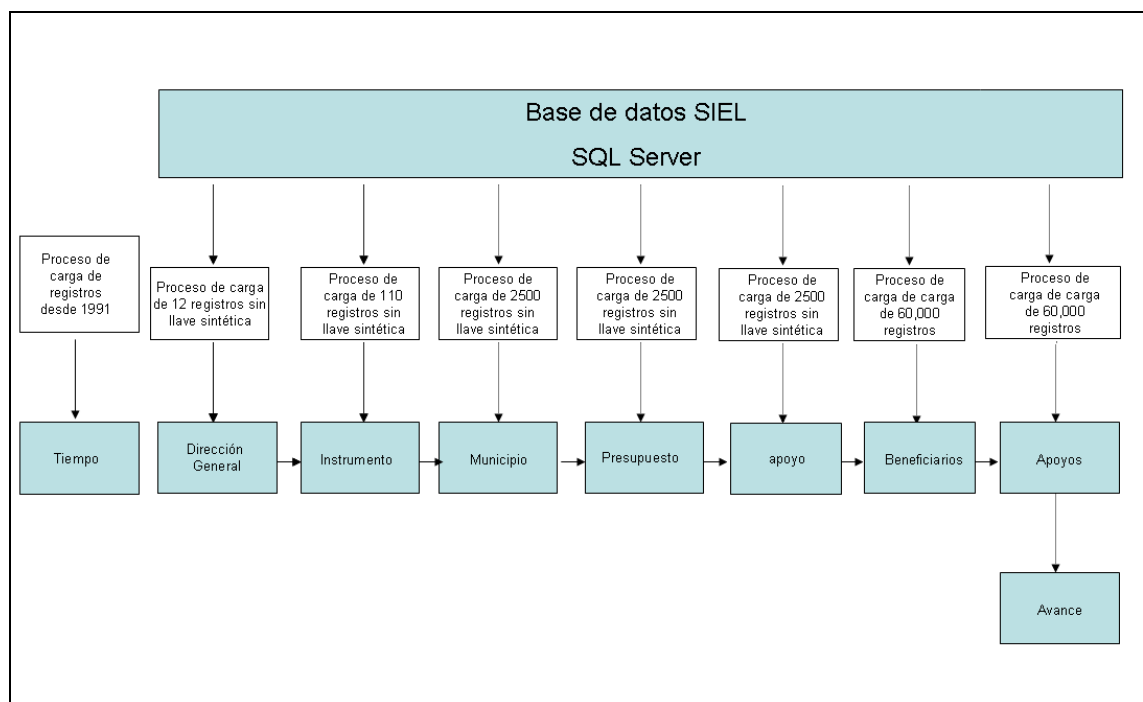 Base de datos SIEL
SQL Server
Proceso de
carga de
registros
desde 1991
Proceso de carga
de 12 registros sin
llave sintética
Proceso de
carga de 110
registros sin
llave sintética
Proceso de
carga de 2500
registros sin
llave sintética
Proceso de
carga de 2500
registros sin
llave sintética
Proceso de
carga de 2500
registros sin
llave sintética
Proceso de
carga de carga
de 60,000
registros
Proceso de
carga de carga
de 60,000
registros
Tiempo
Dirección
General
Instrumento
Municipio
Presupuesto
apoyo
Beneficiarios
Apoyos
Avance